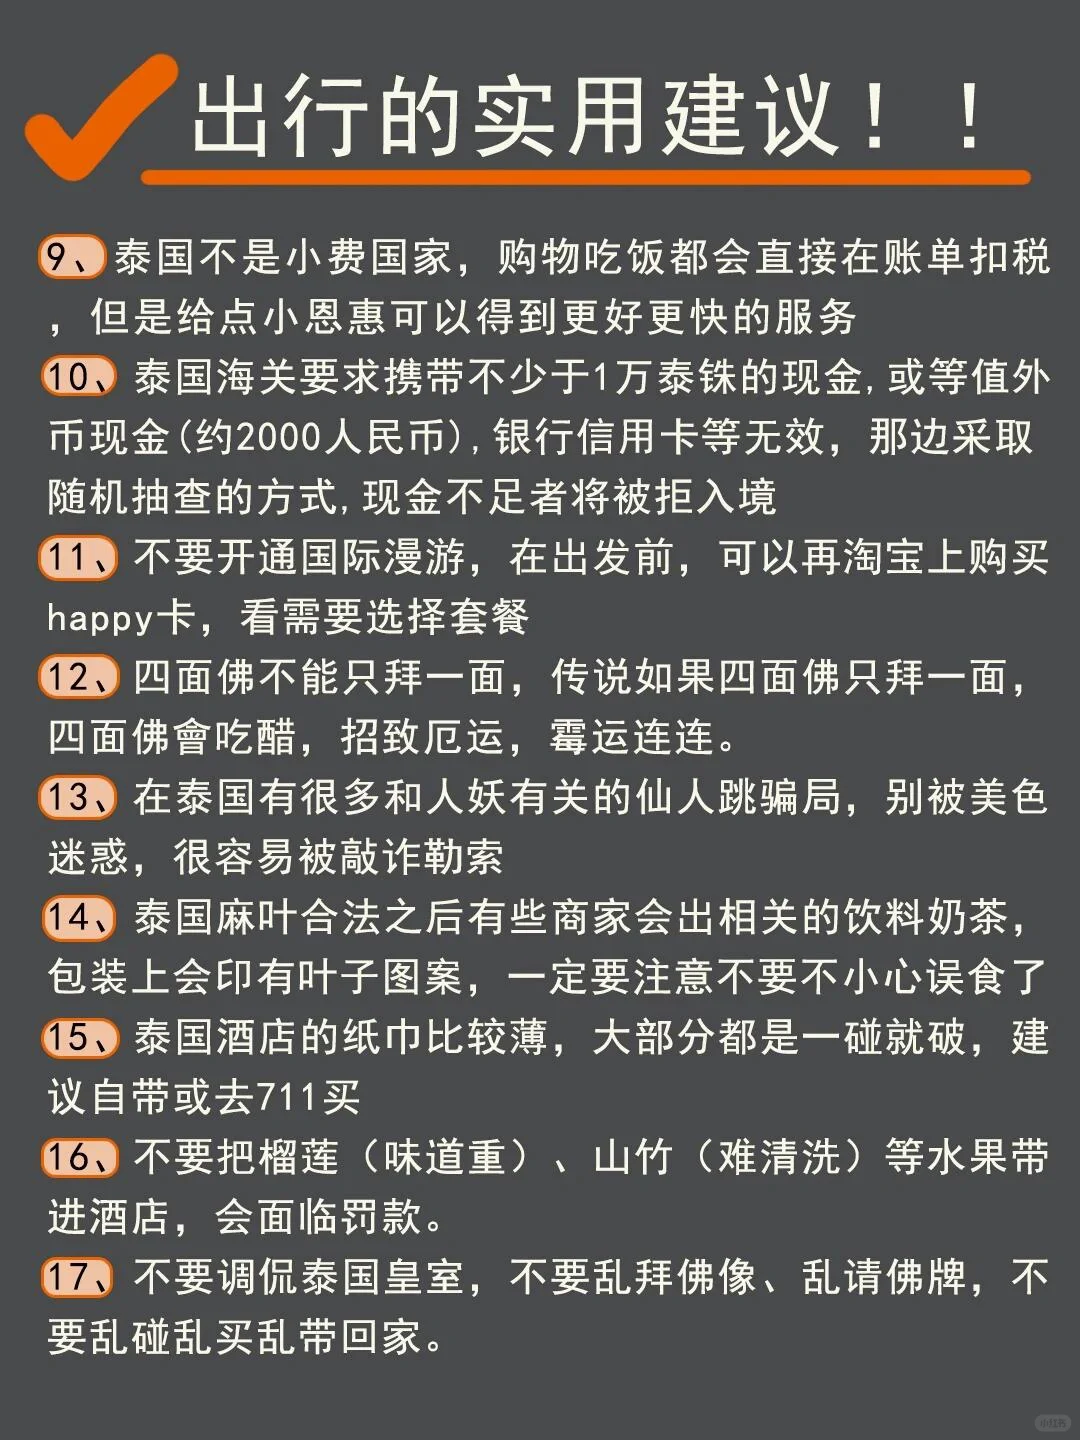 出行的实用建议！！
9、泰国不是小费国家，购物吃饭都会直接在账单扣税
，但是给点小恩惠可以得到更好更快的服务
10、泰国海关要求携带不少于1万泰铢的现金,或等值外
币现金(约2000人民币),银行信用卡等无效，那边采取
随机抽查的方式,现金不足者将被拒入境
11、不要开通国际漫游，在出发前，可以再淘宝上购买
happy卡，看需要选择套餐
12、四面佛不能只拜一面，传说如果四面佛只拜一面，
四面佛會吃醋，招致厄运，霉运连连。
13、在泰国有很多和人妖有关的仙人跳骗局，别被美色
迷惑，很容易被敲诈勒索
14、泰国麻叶合法之后有些商家会出相关的饮料奶茶，
包装上会印有叶子图案，一定要注意不要不小心误食了
15、泰国酒店的纸巾比较薄，大部分都是一碰就破，建
议自带或去711买
16、不要把榴莲（味道重）、山竹（难清洗）等水果带
进酒店，会面临罚款。
17、不要调侃泰国皇室，不要乱拜佛像、乱请佛牌，不
要乱碰乱买乱带回家。
小红书